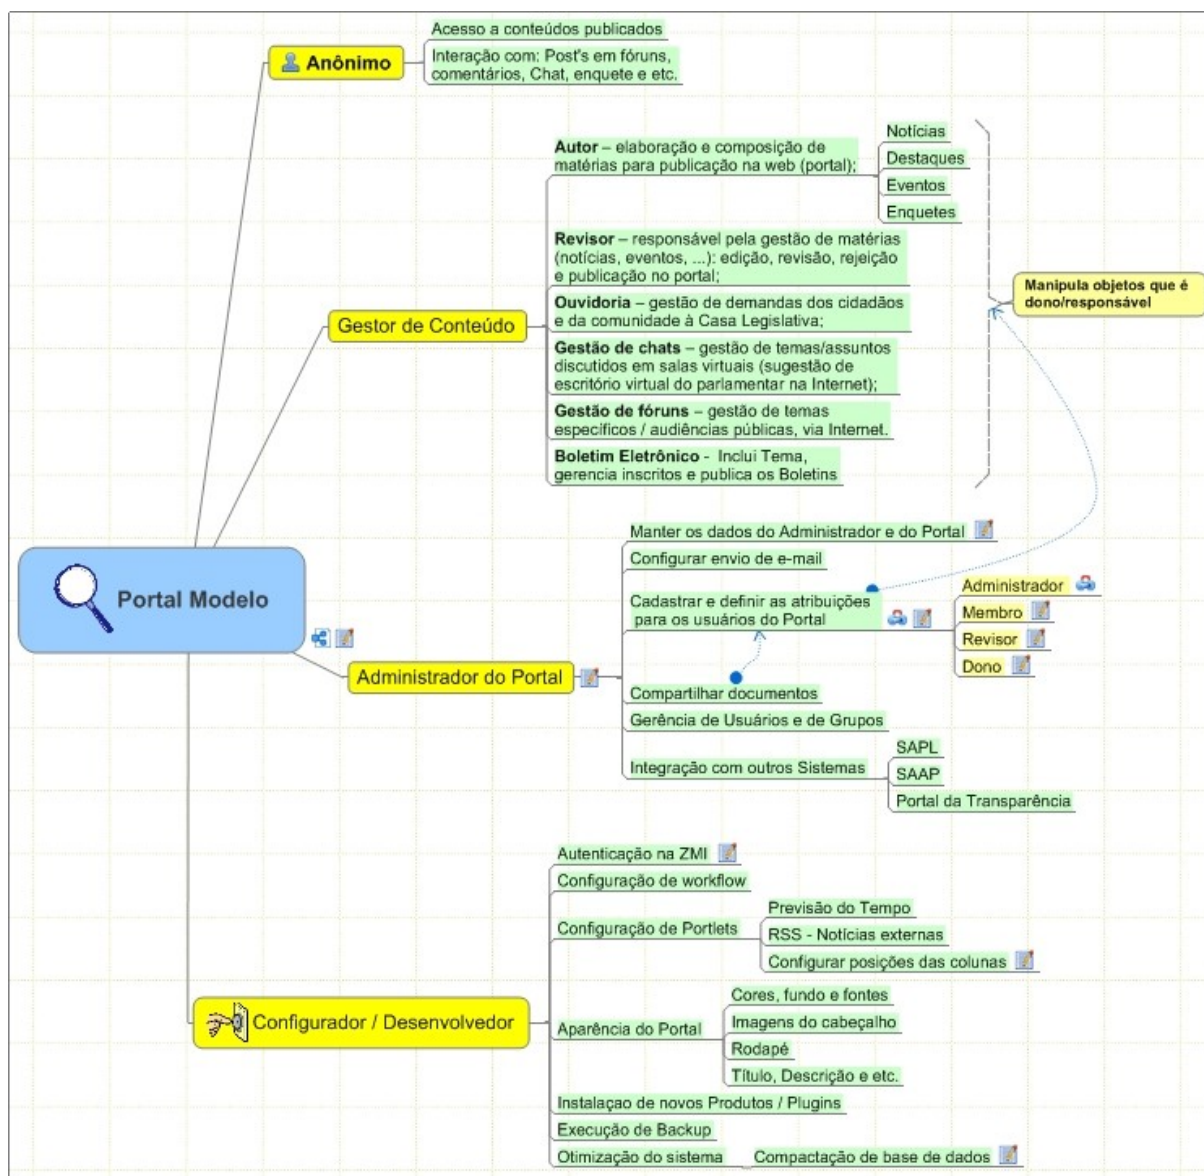 Anônimo
Acesso a conteúdos publicados
Interação com: Post's em fóruns,
comentários, Chat, enquete e etc.
Gestor de Conteúdo
Autor – elaboração e composição de
matérias para publicação na web (portal);
Notícias
Destaques
Eventos
Enquetes
Revisor – responsável pela gestão de matérias
(notícias, eventos, ...): edição, revisão, rejeição
e publicação no portal;
Ouvidoria – gestão de demandas dos cidadãos
e da comunidade à Casa Legislativa;
Gestão de chats – gestão de temas/assuntos
discutidos em salas virtuais (sugestão de
escritório virtual do parlamentar na Internet);
Gestão de fóruns – gestão de temas
específicos / audiências públicas, via Internet.
Boletim Eletrônico - Inclui Tema,
gerencia inscritos e publica os Boletins
Manipula objetos que é
dono/responsável
Portal Modelo
Administrador do Portal
Manter os dados do Administrador e do Portal
Configurar envio de e-mail
Cadastrar e definir as atribuições
para os usuários do Portal
Administrador
Membro
Revisor
Dono
Compartilhar documentos
Gerência de Usuários e de Grupos
Integração com outros Sistemas
SAPL
SAAP
Portal da Transparência
Configurador / Desenvolvedor
Autenticação na ZMI
Configuração de workflow
Configuração de Portlets
Previsão do Tempo
RSS - Notícias externas
Configurar posições das colunas
Aparência do Portal
Cores, fundo e fontes
Imagens do cabeçalho
Rodapé
Título, Descrição e etc.
Instalaçao de novos Produtos / Plugins
Execução de Backup
Otimização do sistema
Compactação de base de dados